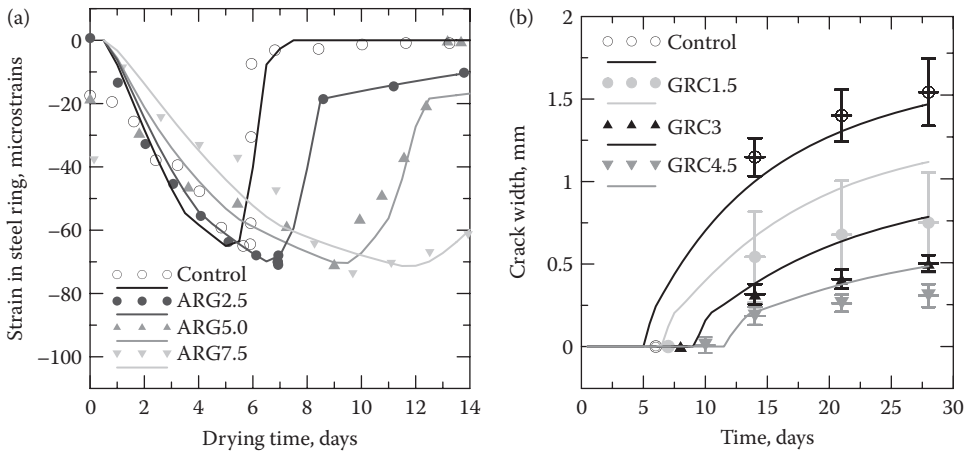 (a)
Strain in steel ring, microstrains
0
−20
−40
−60
−80
−100
Control
ARG2.5
ARG5.0
ARG7.5
0 2 4 6 8 10 12 14
Drying time, days
(b)
Crack width, mm
2
1.5
1
0.5
0
Control
GRC1.5
GRC3
GRC4.5
0 5 10 15 20 25 30
Time, days